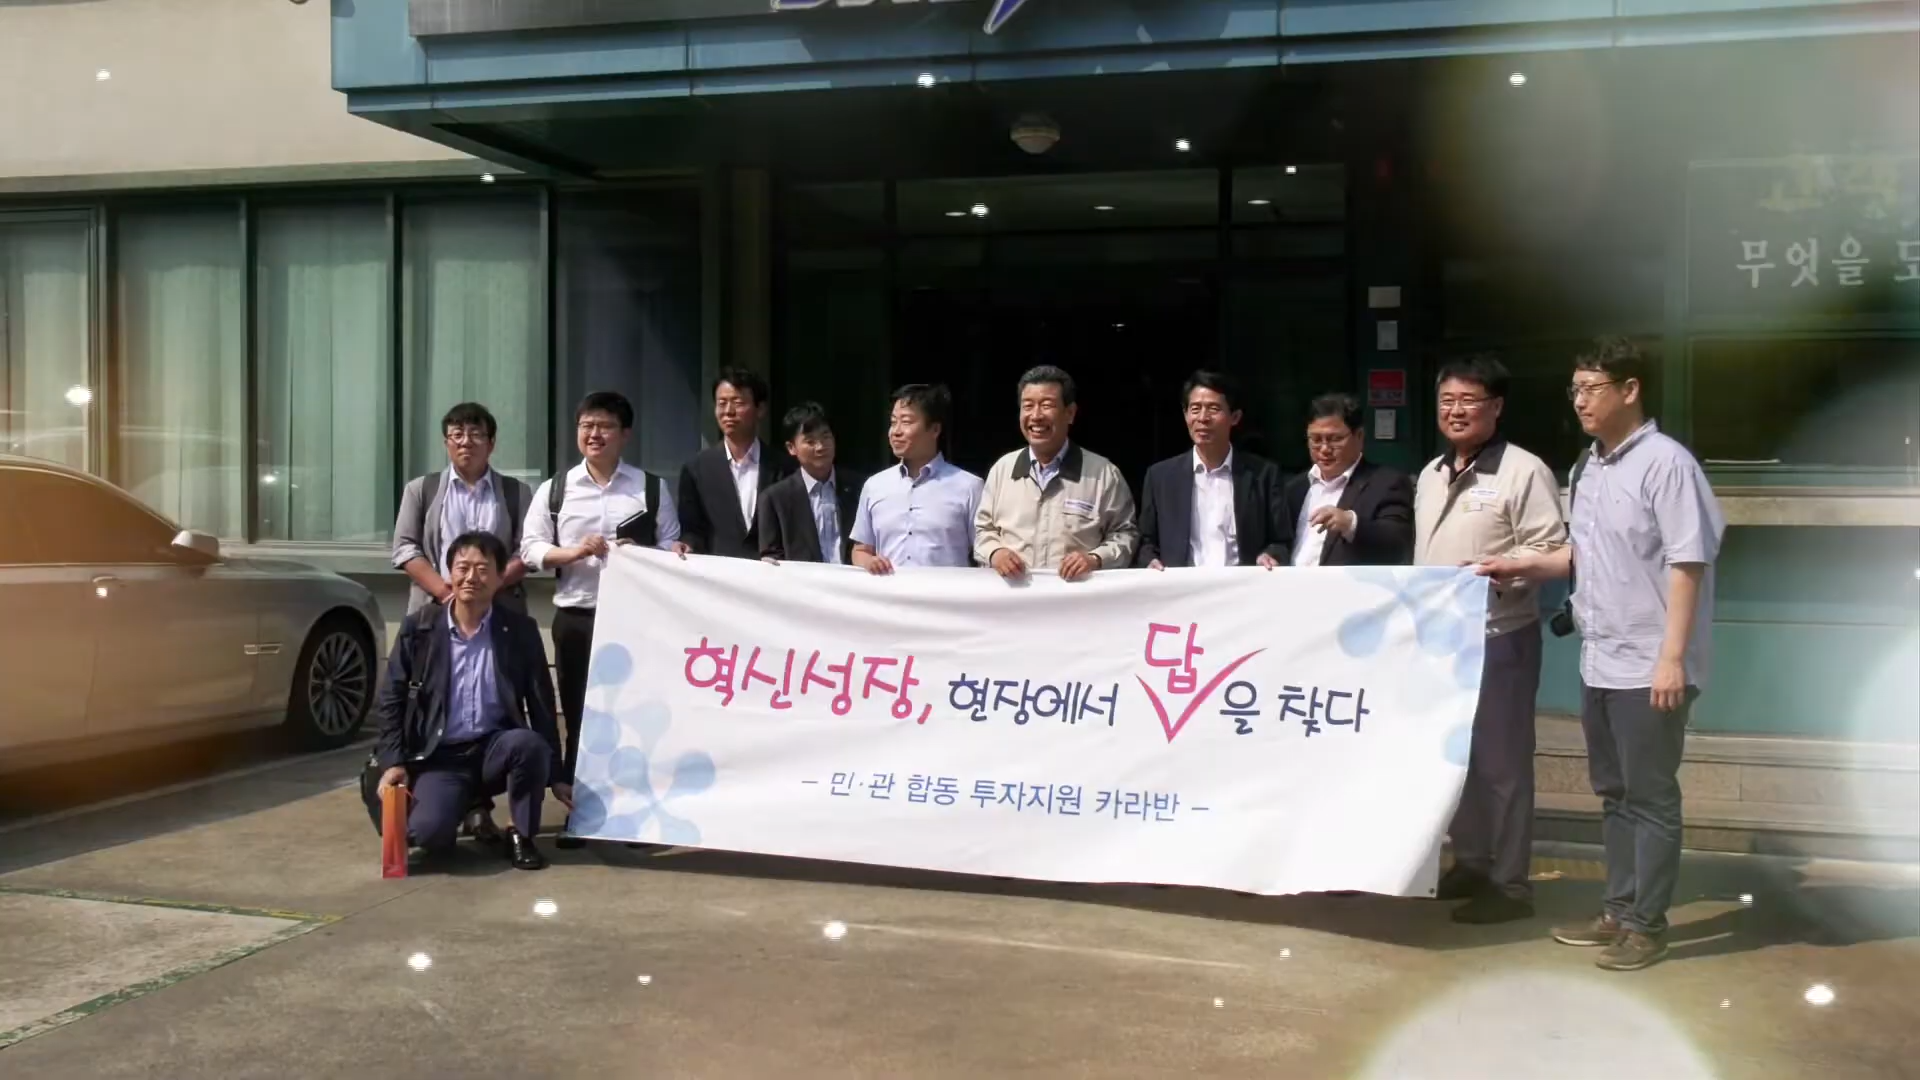 무엇을
혁신성장, 현장에서 답을 찾다
- 민·관 합동 투자지원 카라반 -